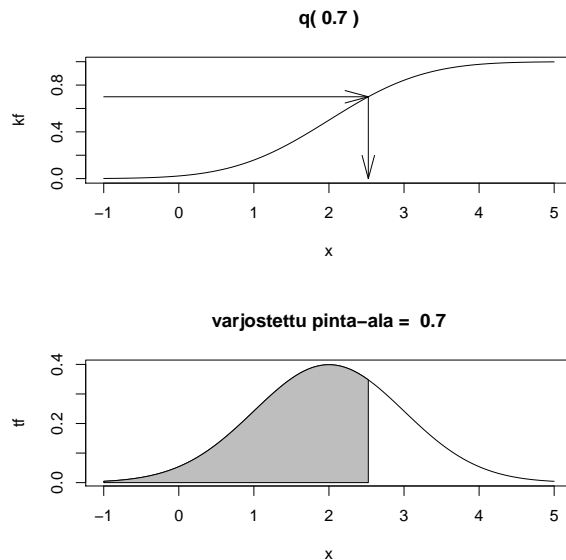 q( 0.7 )
kf
0.0 0.4 0.8
−1 0 1 2 3 4 5
x
varjostettu pinta−ala = 0.7
tf
0.0 0.2 0.4
−1 0 1 2 3 4 5
x